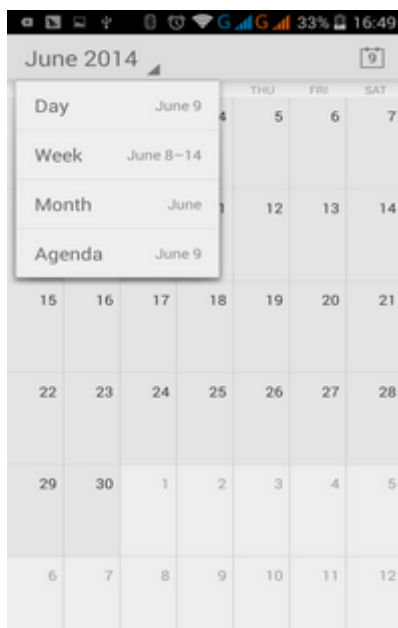 G G 33% 16:49
June 2014 9
THU FRI SAT
Day June 9
4 5 6 7
Week June 8–14
Month June
1 12 13 14
Agenda June 9
15 16 17 18 19 20 21
22 23 24 25 26 27 28
29 30 1 2 3 4 5
6 7 8 9 10 11 12